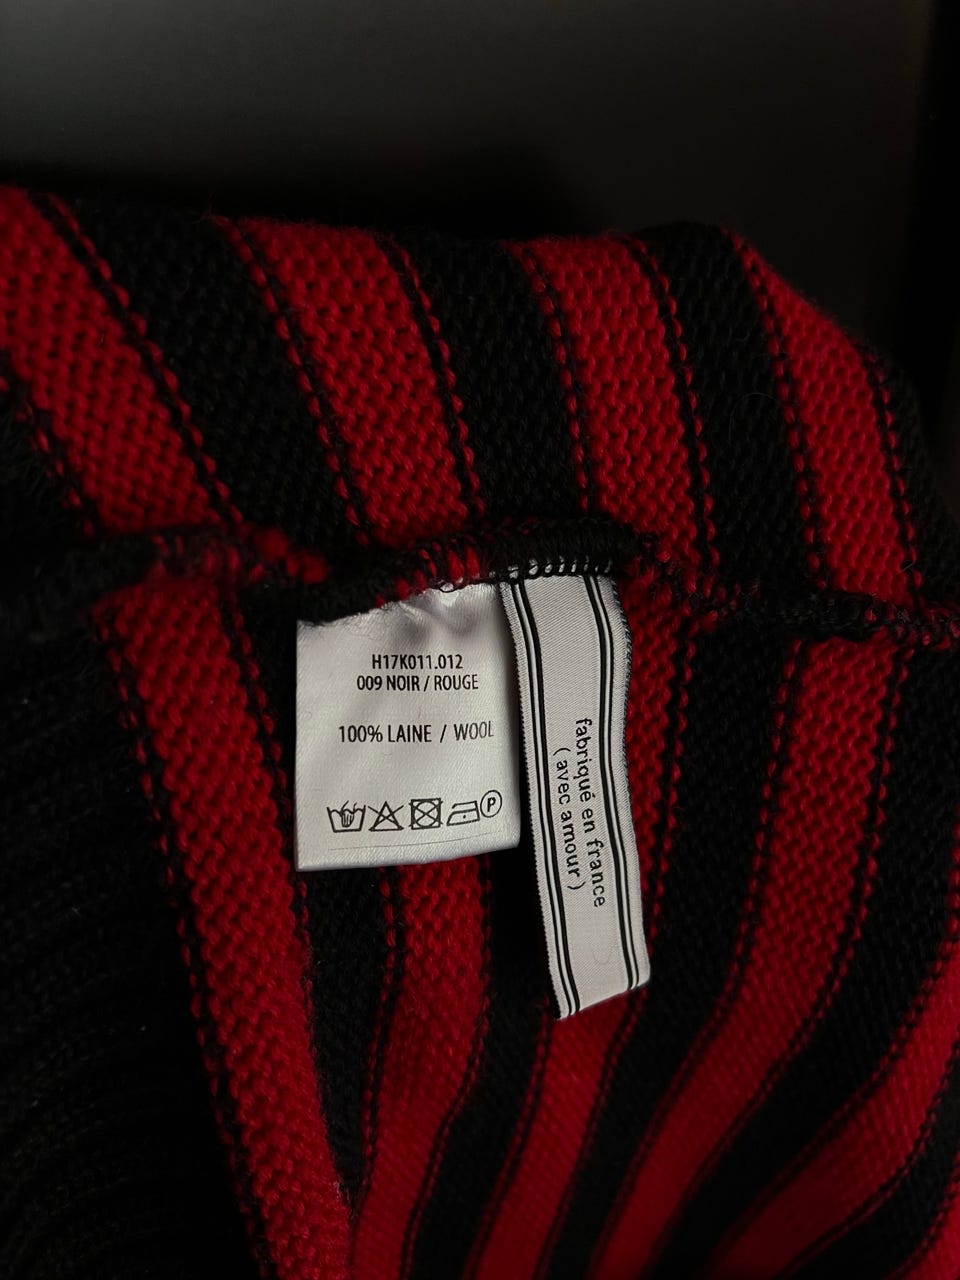 H17K011.012
009 NOIR / ROUGE
100% LAINE / WOOL
P
fabriqué en france
(avec amour)